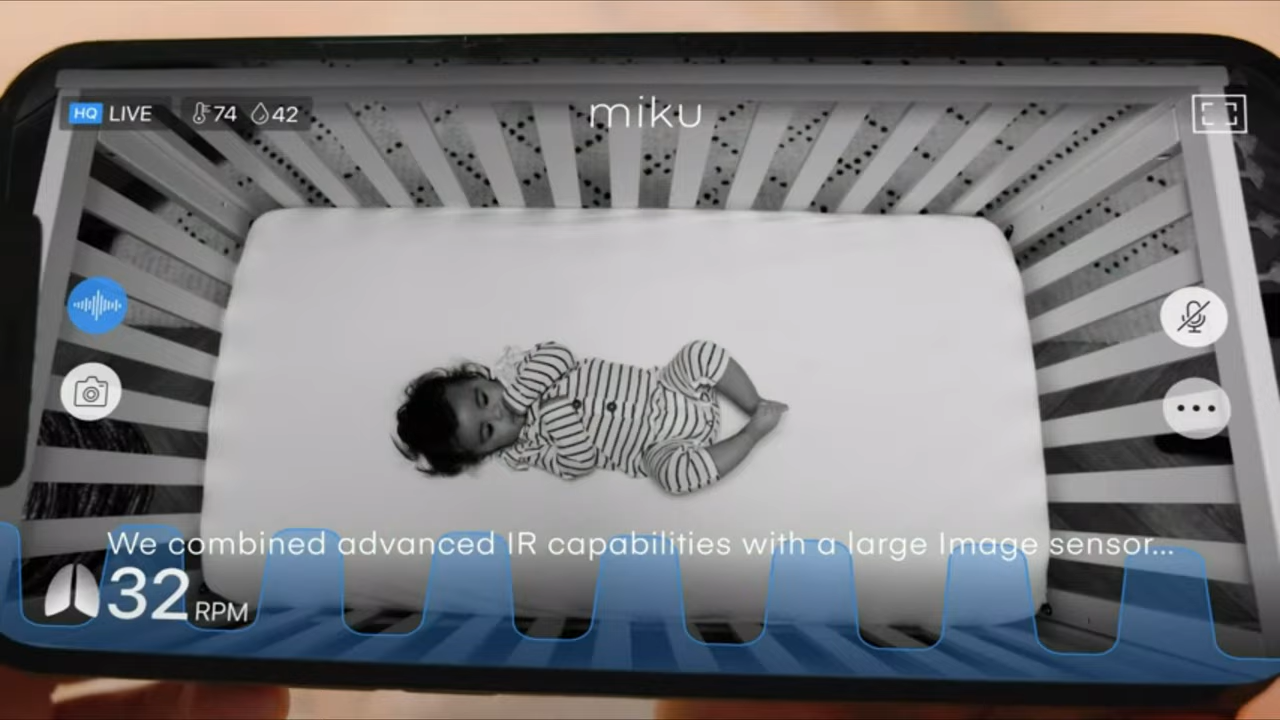 HQ LIVE 74 42
miku
We combined advanced IR capabilities with a large Image sensor...
32 RPM